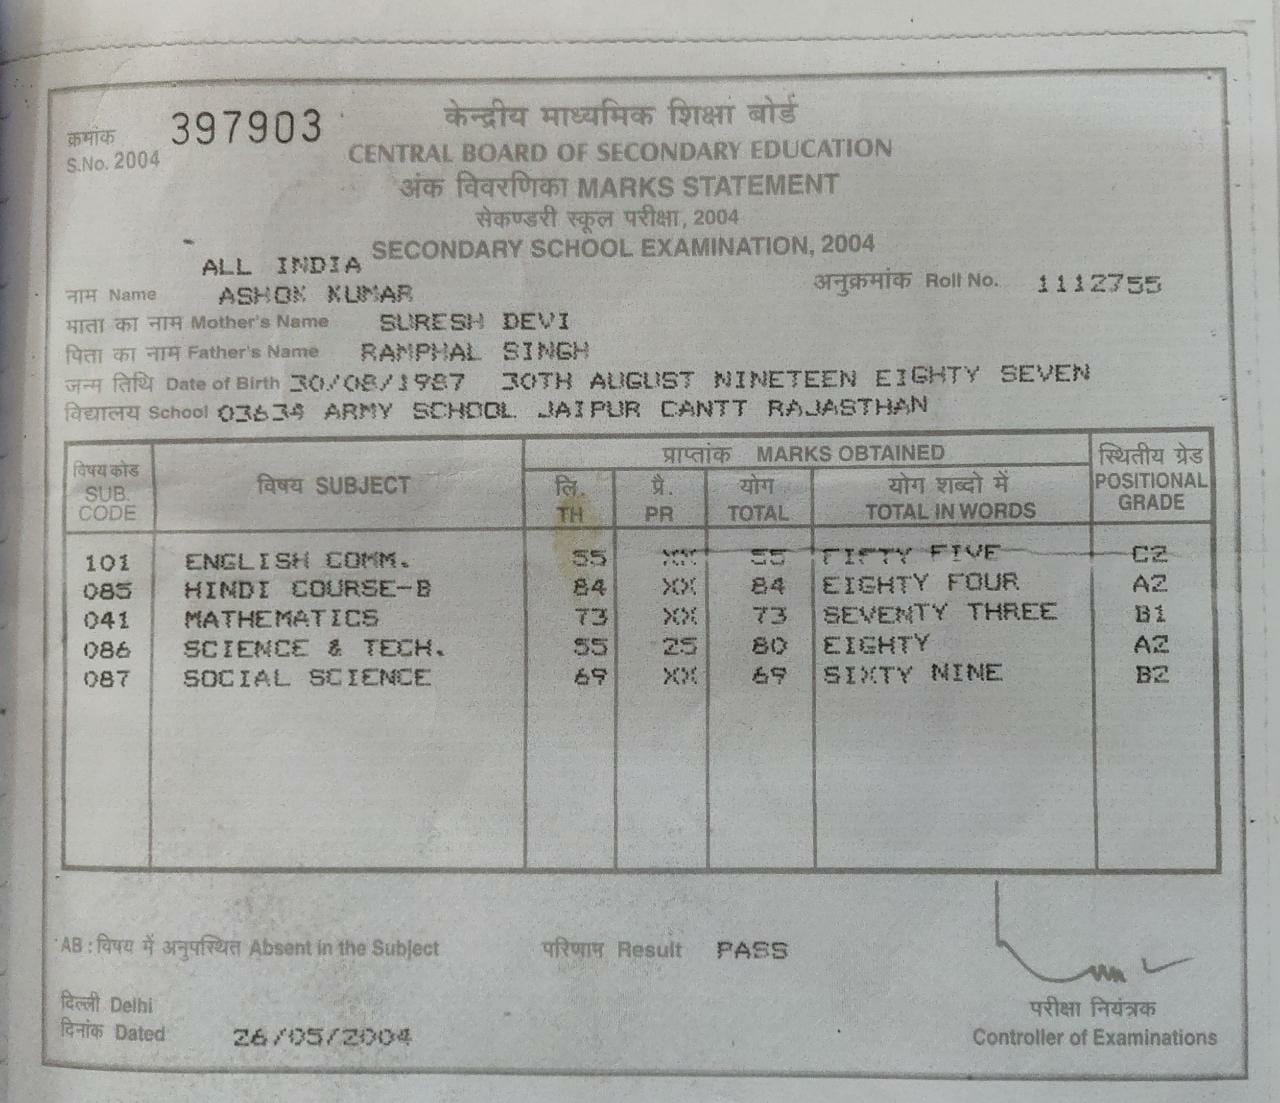 केन्द्रीय माध्यमिक शिक्षा बोर्ड
क्रमांक 397903
S.No. 2004
CENTRAL BOARD OF SECONDARY EDUCATION
अंक विवरणिका MARKS STATEMENT
सेकण्डरी स्कूल परीक्षा, 2004
SECONDARY SCHOOL EXAMINATION, 2004
ALL INDIA
अनुक्रमांक Roll No. 1112755
नाम Name ASHOK KUMAR
माता का नाम Mother's Name SURESH DEVI
पिता का नाम Father's Name RAMPHAL SINGH
जन्म तिथि Date of Birth 30/08/1987 30TH AUGUST NINETEEN EIGHTY SEVEN
विद्यालय School 03634 ARMY SCHOOL JAIPUR CANTT RAJASTHAN
विषय कोड SUB. CODE विषय SUBJECT प्राप्तांक MARKS OBTAINED स्थितीय ग्रेड POSITIONAL GRADE
लि. TH प्रै. PR योग TOTAL योग शब्दो में TOTAL IN WORDS
101 ENGLISH COMM. 55 XX 55 FIFTY FIVE C2
085 HINDI COURSE-B 84 XX 84 EIGHTY FOUR A2
041 MATHEMATICS 73 XX 73 SEVENTY THREE B1
086 SCIENCE & TECH. 55 25 80 EIGHTY A2
087 SOCIAL SCIENCE 69 XX 69 SIXTY NINE B2
AB : विषय में अनुपस्थित Absent in the Subject परिणाम Result PASS
दिल्ली Delhi
दिनांक Dated 26/05/2004
परीक्षा नियंत्रक
Controller of Examinations